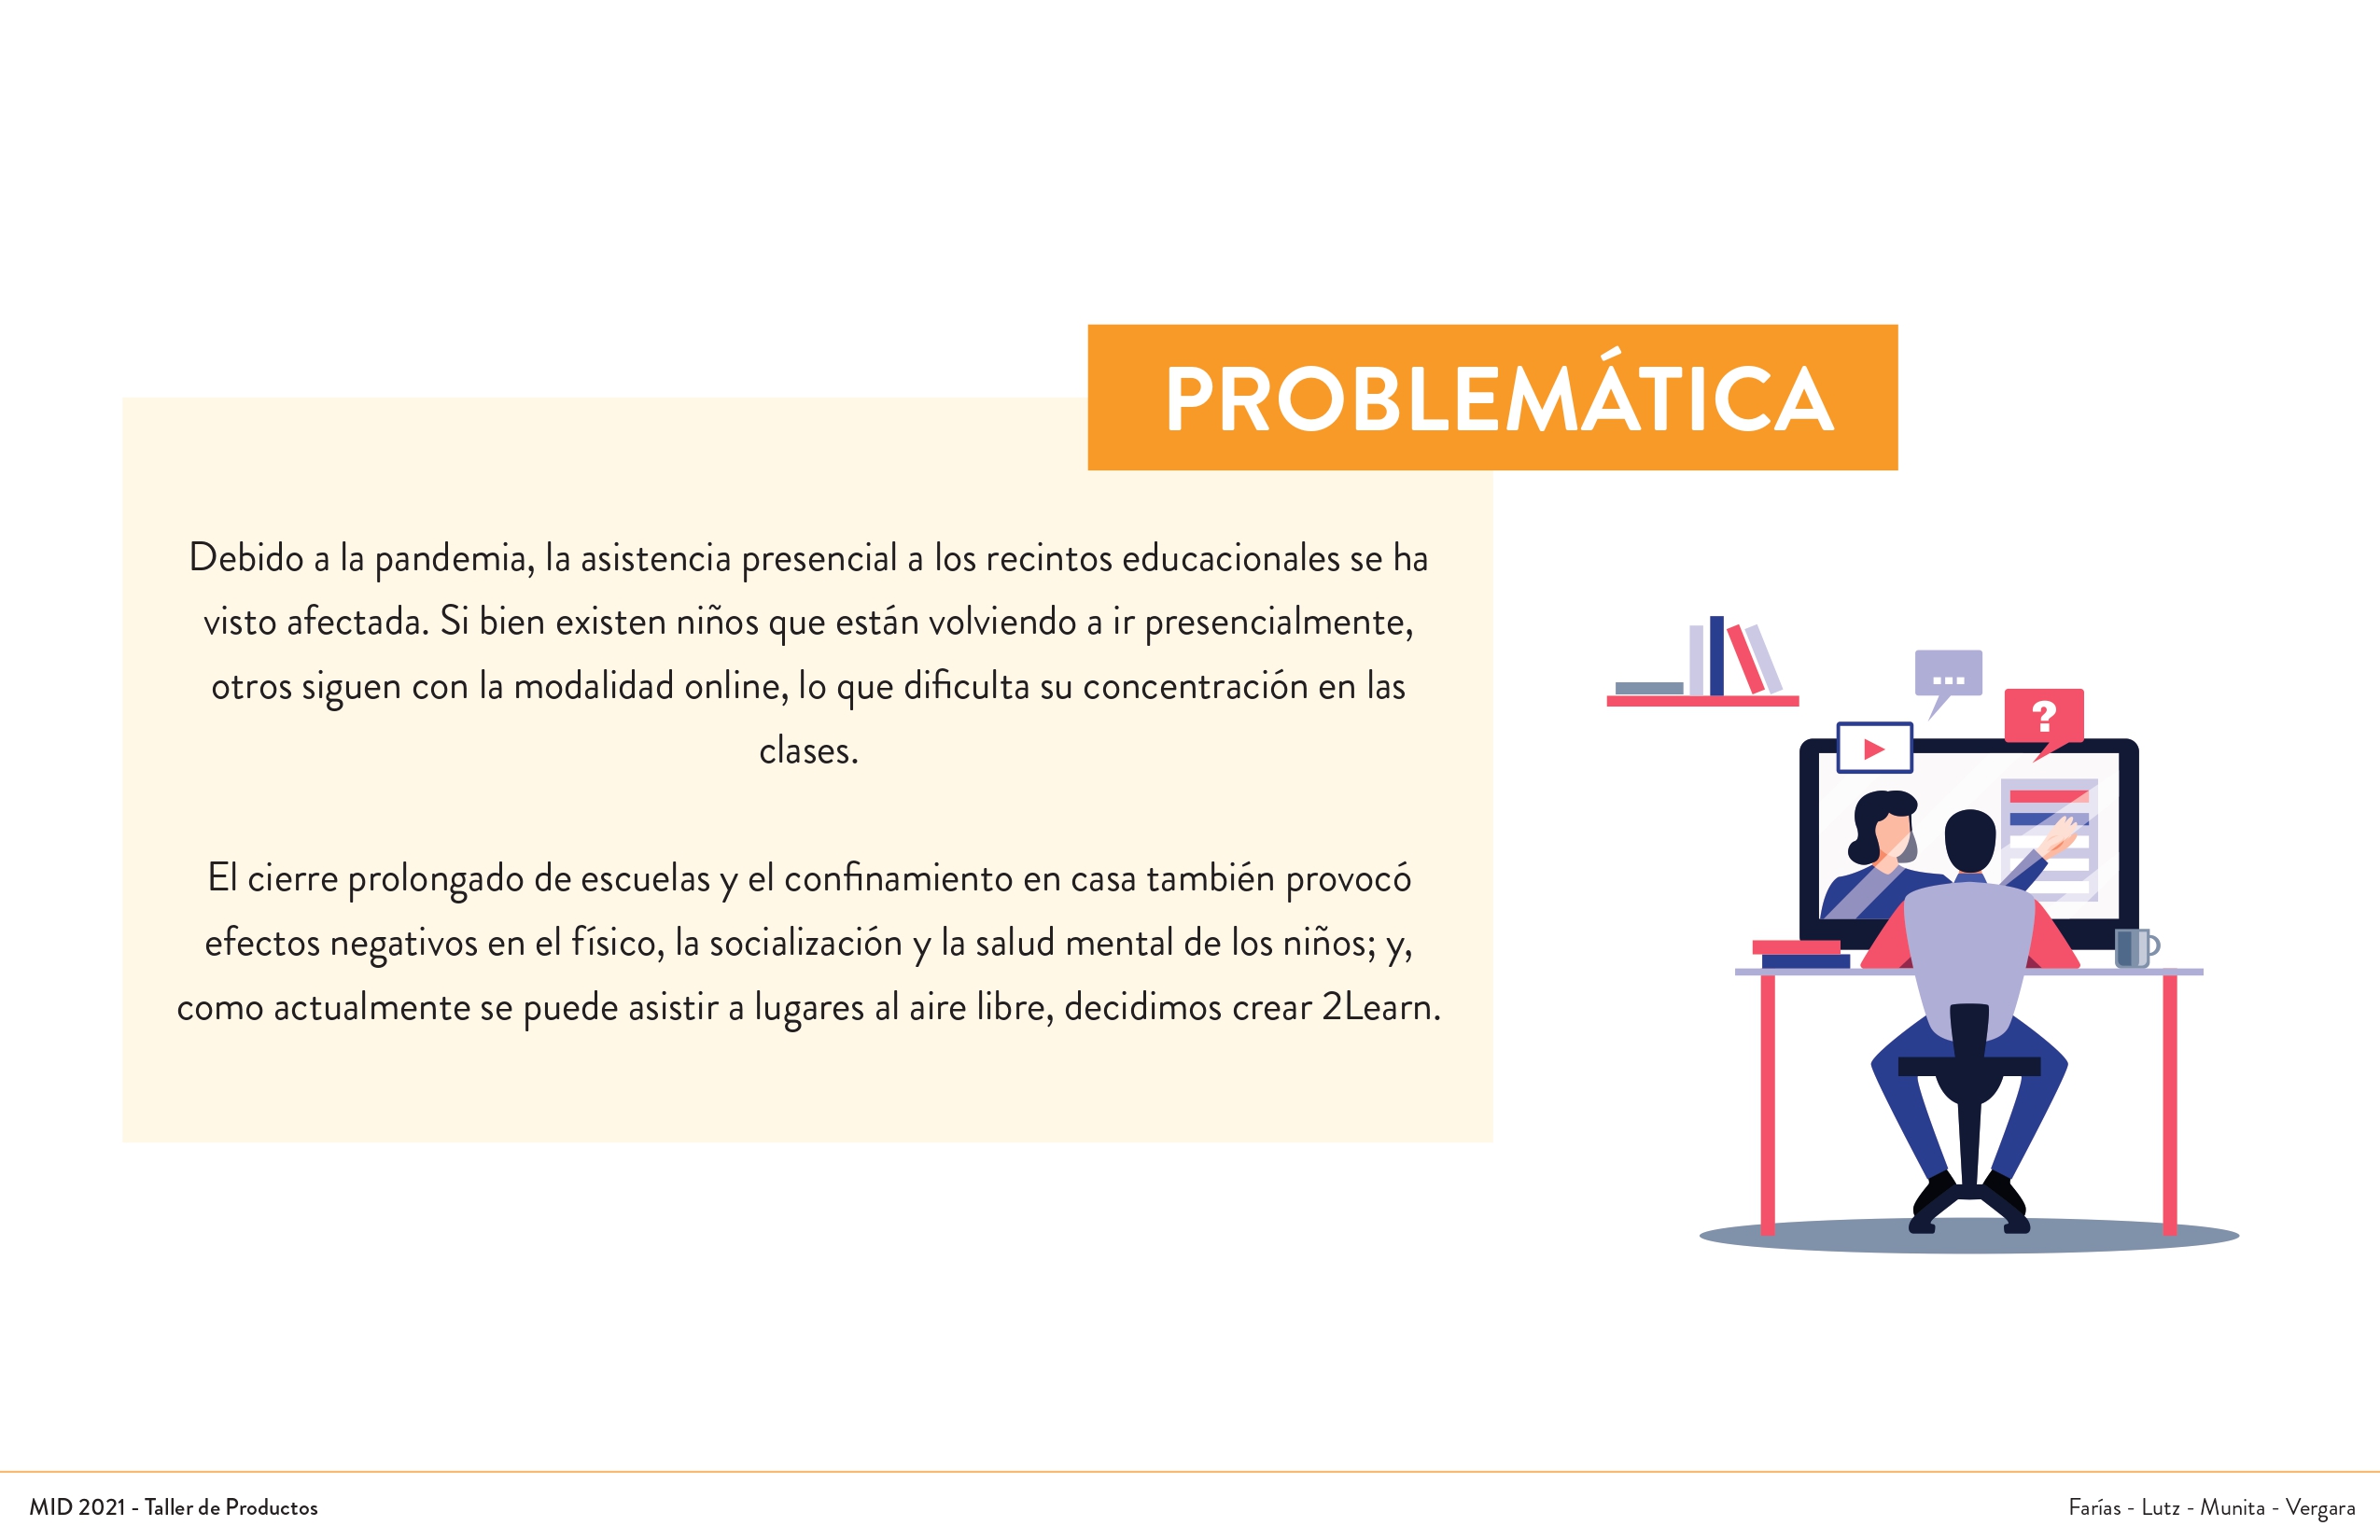 PROBLEMÁTICA
Debido a la pandemia, la asistencia presencial a los recintos educacionales se ha
visto afectada. Si bien existen niños que están volviendo a ir presencialmente,
otros siguen con la modalidad online, lo que dificulta su concentración en las
clases.
El cierre prolongado de escuelas y el confinamiento en casa también provocó
efectos negativos en el físico, la socialización y la salud mental de los niños; y,
como actualmente se puede asistir a lugares al aire libre, decidimos crear 2Learn.
...
?
MID 2021 - Taller de Productos
Farías - Lutz - Munita - Vergara